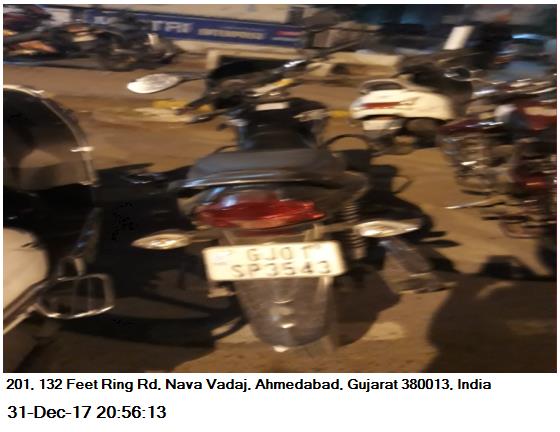 GJ01
SP3543
201, 132 Feet Ring Rd, Nava Vadaj, Ahmedabad, Gujarat 380013, India
31-Dec-17 20:56:13